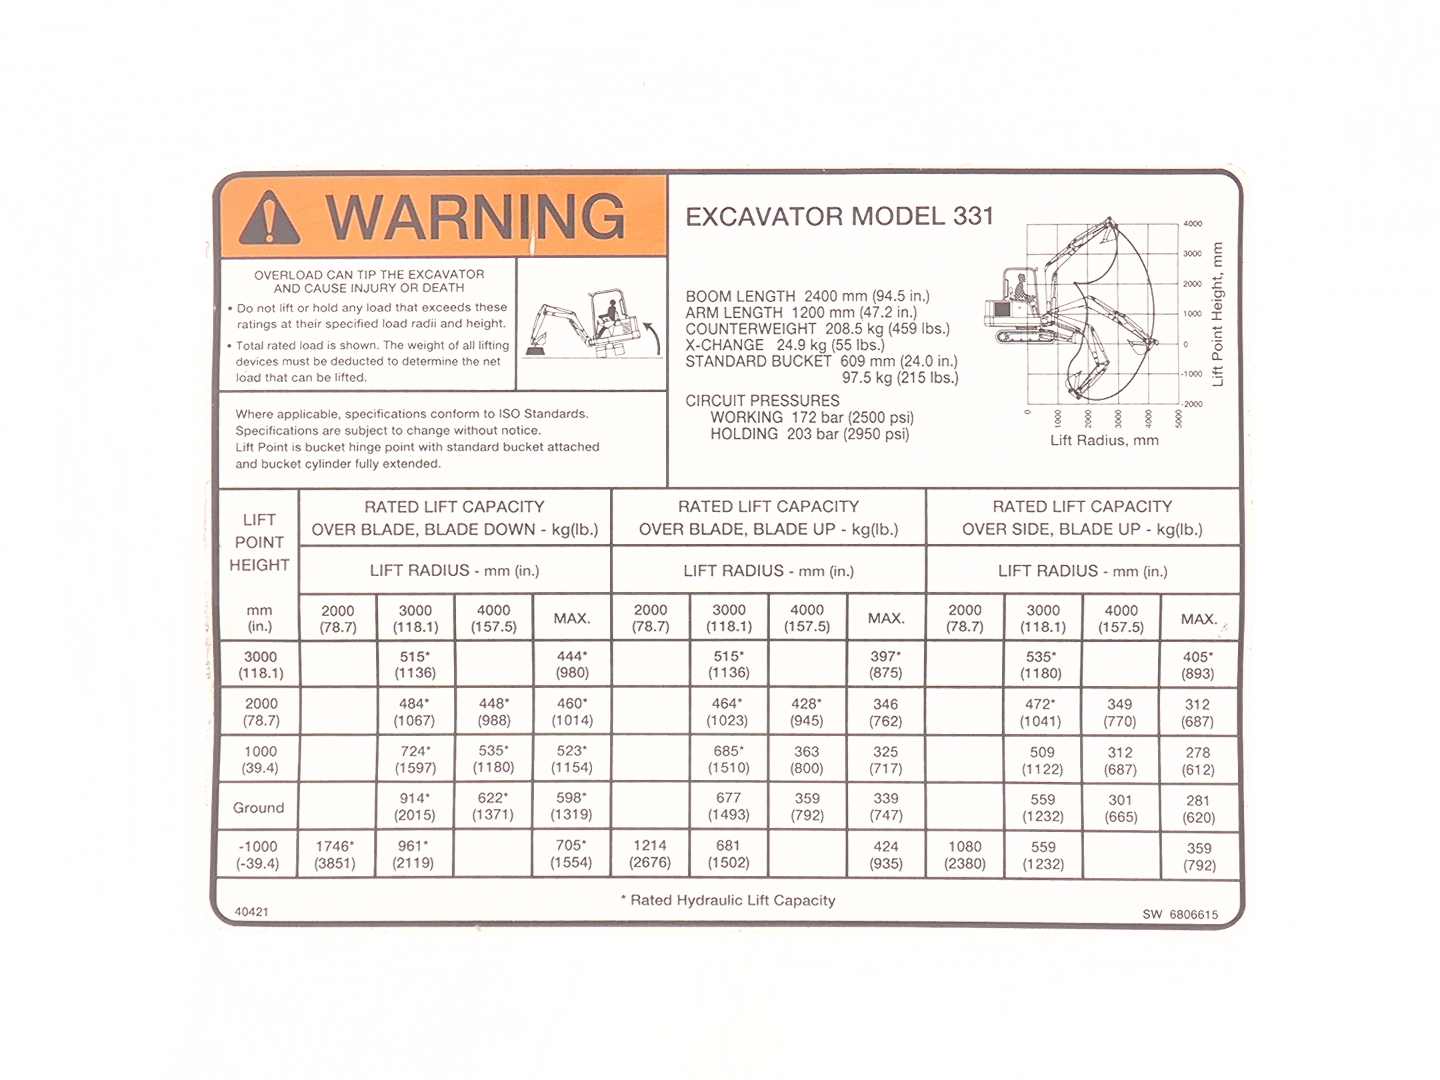 WARNING
OVERLOAD CAN TIP THE EXCAVATOR
AND CAUSE INJURY OR DEATH
• Do not lift or hold any load that exceeds these
ratings at their specified load radii and height.
• Total rated load is shown. The weight of all lifting
devices must be deducted to determine the net
load that can be lifted.
Where applicable, specifications conform to ISO Standards.
Specifications are subject to change without notice.
Lift Point is bucket hinge point with standard bucket attached
and bucket cylinder fully extended.
EXCAVATOR MODEL 331
BOOM LENGTH 2400 mm (94.5 in.)
ARM LENGTH 1200 mm (47.2 in.)
COUNTERWEIGHT 208.5 kg (459 lbs.)
X-CHANGE 24.9 kg (55 lbs.)
STANDARD BUCKET 609 mm (24.0 in.)
97.5 kg (215 lbs.)
CIRCUIT PRESSURES
WORKING 172 bar (2500 psi)
HOLDING 203 bar (2950 psi)
4000
3000
2000
1000
0
-1000
-2000
Lift Point Height, mm
0 1000 2000 3000 4000 5000
Lift Radius, mm
LIFT
POINT
HEIGHT
mm
(in.)
RATED LIFT CAPACITY
OVER BLADE, BLADE DOWN - kg(lb.)
RATED LIFT CAPACITY
OVER BLADE, BLADE UP - kg(lb.)
RATED LIFT CAPACITY
OVER SIDE, BLADE UP - kg(lb.)
LIFT RADIUS - mm (in.) LIFT RADIUS - mm (in.) LIFT RADIUS - mm (in.)
2000 3000 4000 MAX. 2000 3000 4000 MAX. 2000 3000 4000 MAX.
(78.7) (118.1) (157.5) (78.7) (118.1) (157.5) (78.7) (118.1) (157.5)
3000 515* 444* 515* 397* 535* 405*
(118.1) (1136) (980) (1136) (875) (1180) (893)
2000 484* 448* 460* 464* 428* 346 472* 349 312
(78.7) (1067) (988) (1014) (1023) (945) (762) (1041) (770) (687)
1000 724* 535* 523* 685* 363 325 509 312 278
(39.4) (1597) (1180) (1154) (1510) (800) (717) (1122) (687) (612)
Ground 914* 622* 598* 677 359 339 559 301 281
(2015) (1371) (1319) (1493) (792) (747) (1232) (665) (620)
-1000 1746* 961* 705* 1214 681 424 1080 559 359
(-39.4) (3851) (2119) (1554) (2676) (1502) (935) (2380) (1232) (792)
* Rated Hydraulic Lift Capacity
40421
SW 6806615